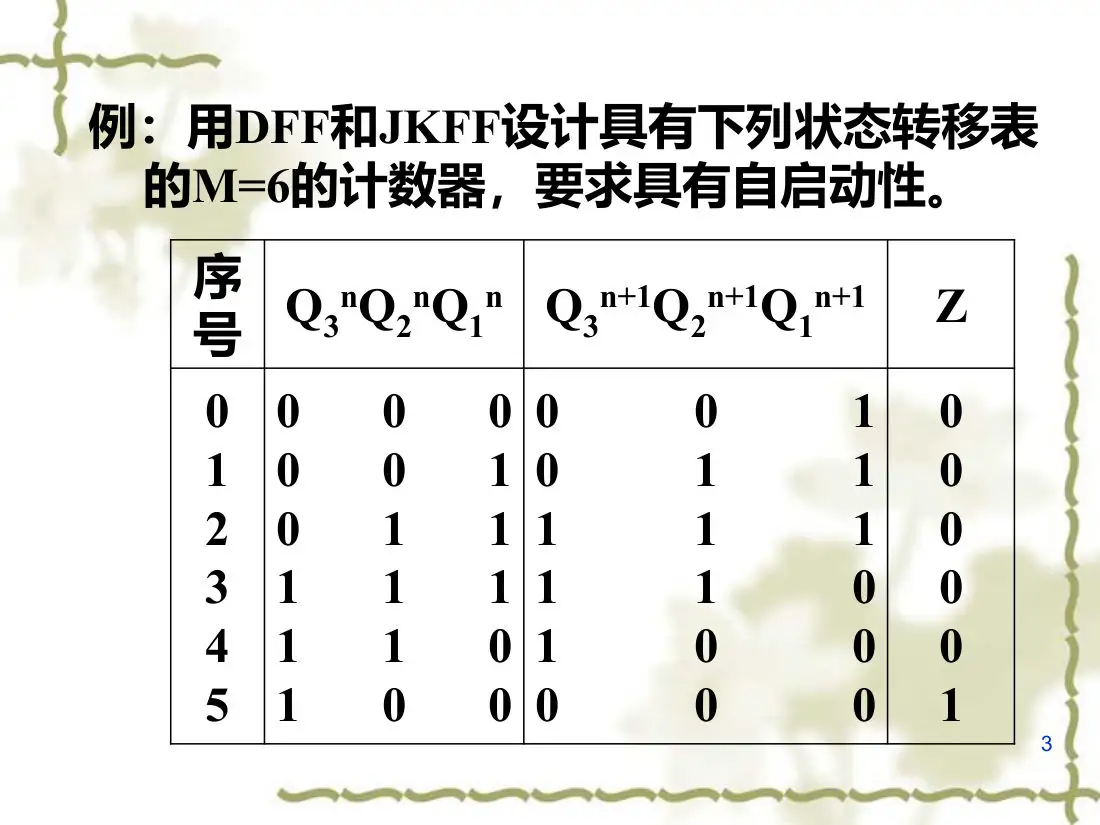 例：用DFF和JKFF设计具有下列状态转移表
的M=6的计数器，要求具有自启动性。
序号 Q₃ⁿQ₂ⁿQ₁ⁿ Q₃ⁿ⁺¹Q₂ⁿ⁺¹Q₁ⁿ⁺¹ Z
0 0 0 0 0 0 1 0
1 0 0 1 0 1 1 0
2 0 1 1 1 1 1 0
3 1 1 1 1 1 0 0
4 1 1 0 1 0 0 0
5 1 0 0 0 0 0 1
3